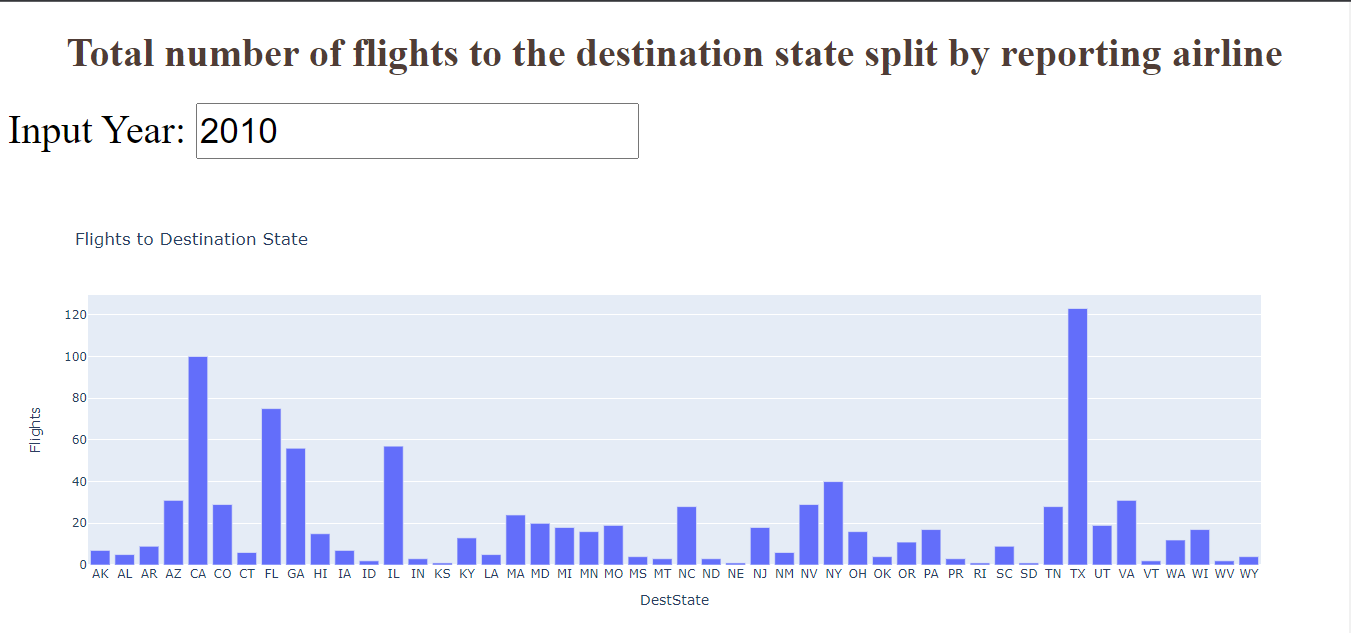 Total number of flights to the destination state split by reporting airline
Input Year: 2010
Flights to Destination State
120
100
80
60
40
20
0
Flights
AK AL AR AZ CA CO CT FL GA HI IA ID IL IN KS KY LA MA MD MI MN MO MS MT NC ND NE NJ NM NV NY OH OK OR PA PR RI SC SD TN TX UT VA VT WA WI WV WY
DestState